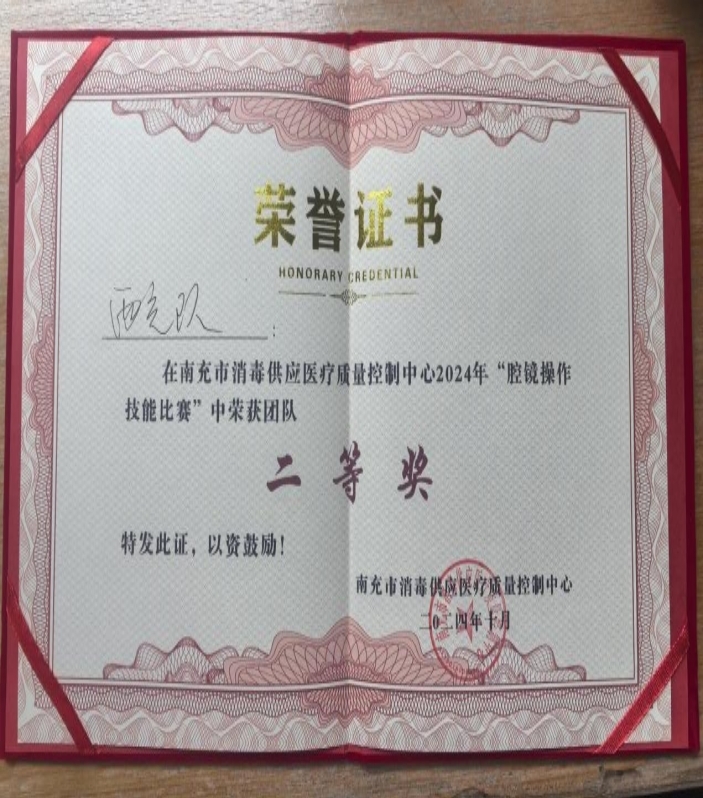 荣誉证书
HONORARY CREDENTIAL
西充队:
在南充市消毒供应医疗质量控制中心2024年“腔镜操作
技能比赛”中荣获团队
二等奖
特发此证，以资鼓励！
南充市消毒供应医疗质量控制中心
二0二四年十月